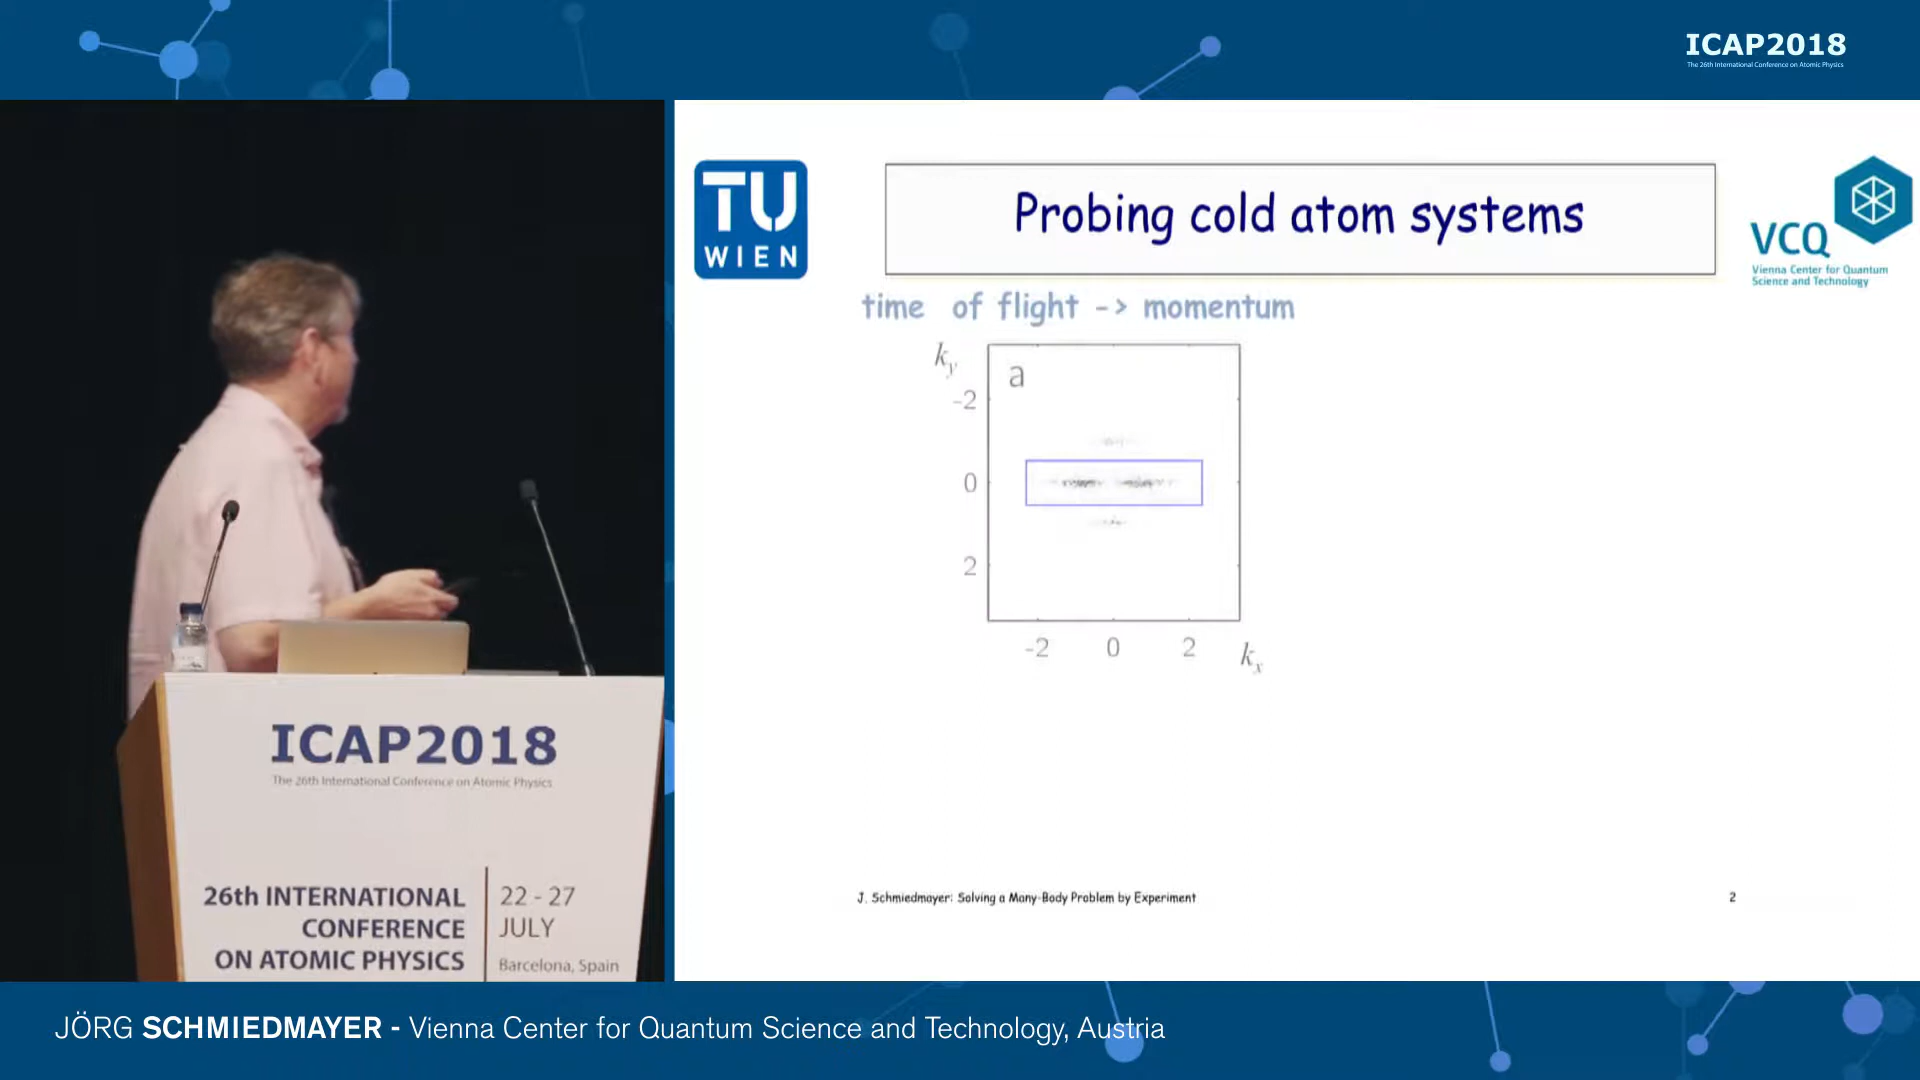 ICAP2018
The 26th International Conference on Atomic Physics
TU
WIEN
Probing cold atom systems
VCQ
Vienna Center for Quantum
Science and Technology
time of flight -> momentum
k_y
a
-2
0
2
-2 0 2
k_x
J. Schmiedmayer: Solving a Many-Body Problem by Experiment
2
ICAP2018
The 26th International Conference on Atomic Physics
26th INTERNATIONAL
CONFERENCE
ON ATOMIC PHYSICS
22 - 27
JULY
Barcelona, Spain
JÖRG SCHMIEDMAYER - Vienna Center for Quantum Science and Technology, Austria